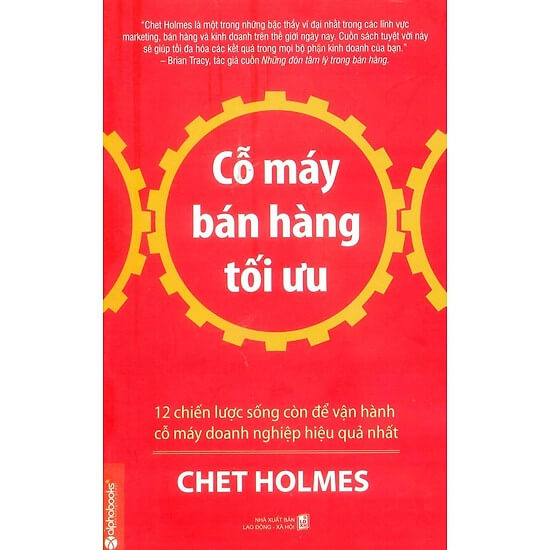 "Chet Holmes là một trong những bậc thầy vĩ đại nhất trong các lĩnh vực
marketing, bán hàng và kinh doanh trên thế giới ngày nay. Cuốn sách tuyệt vời này
sẽ giúp tối đa hóa các kết quả trong mọi bộ phận kinh doanh của bạn."
– Brian Tracy, tác giả cuốn Những đòn tâm lý trong bán hàng.
Cỗ máy
bán hàng
tối ưu
12 chiến lược sống còn để vận hành
cỗ máy doanh nghiệp hiệu quả nhất
CHET HOLMES
alphabooks
NHÀ XUẤT BẢN
LAO ĐỘNG - XÃ HỘI